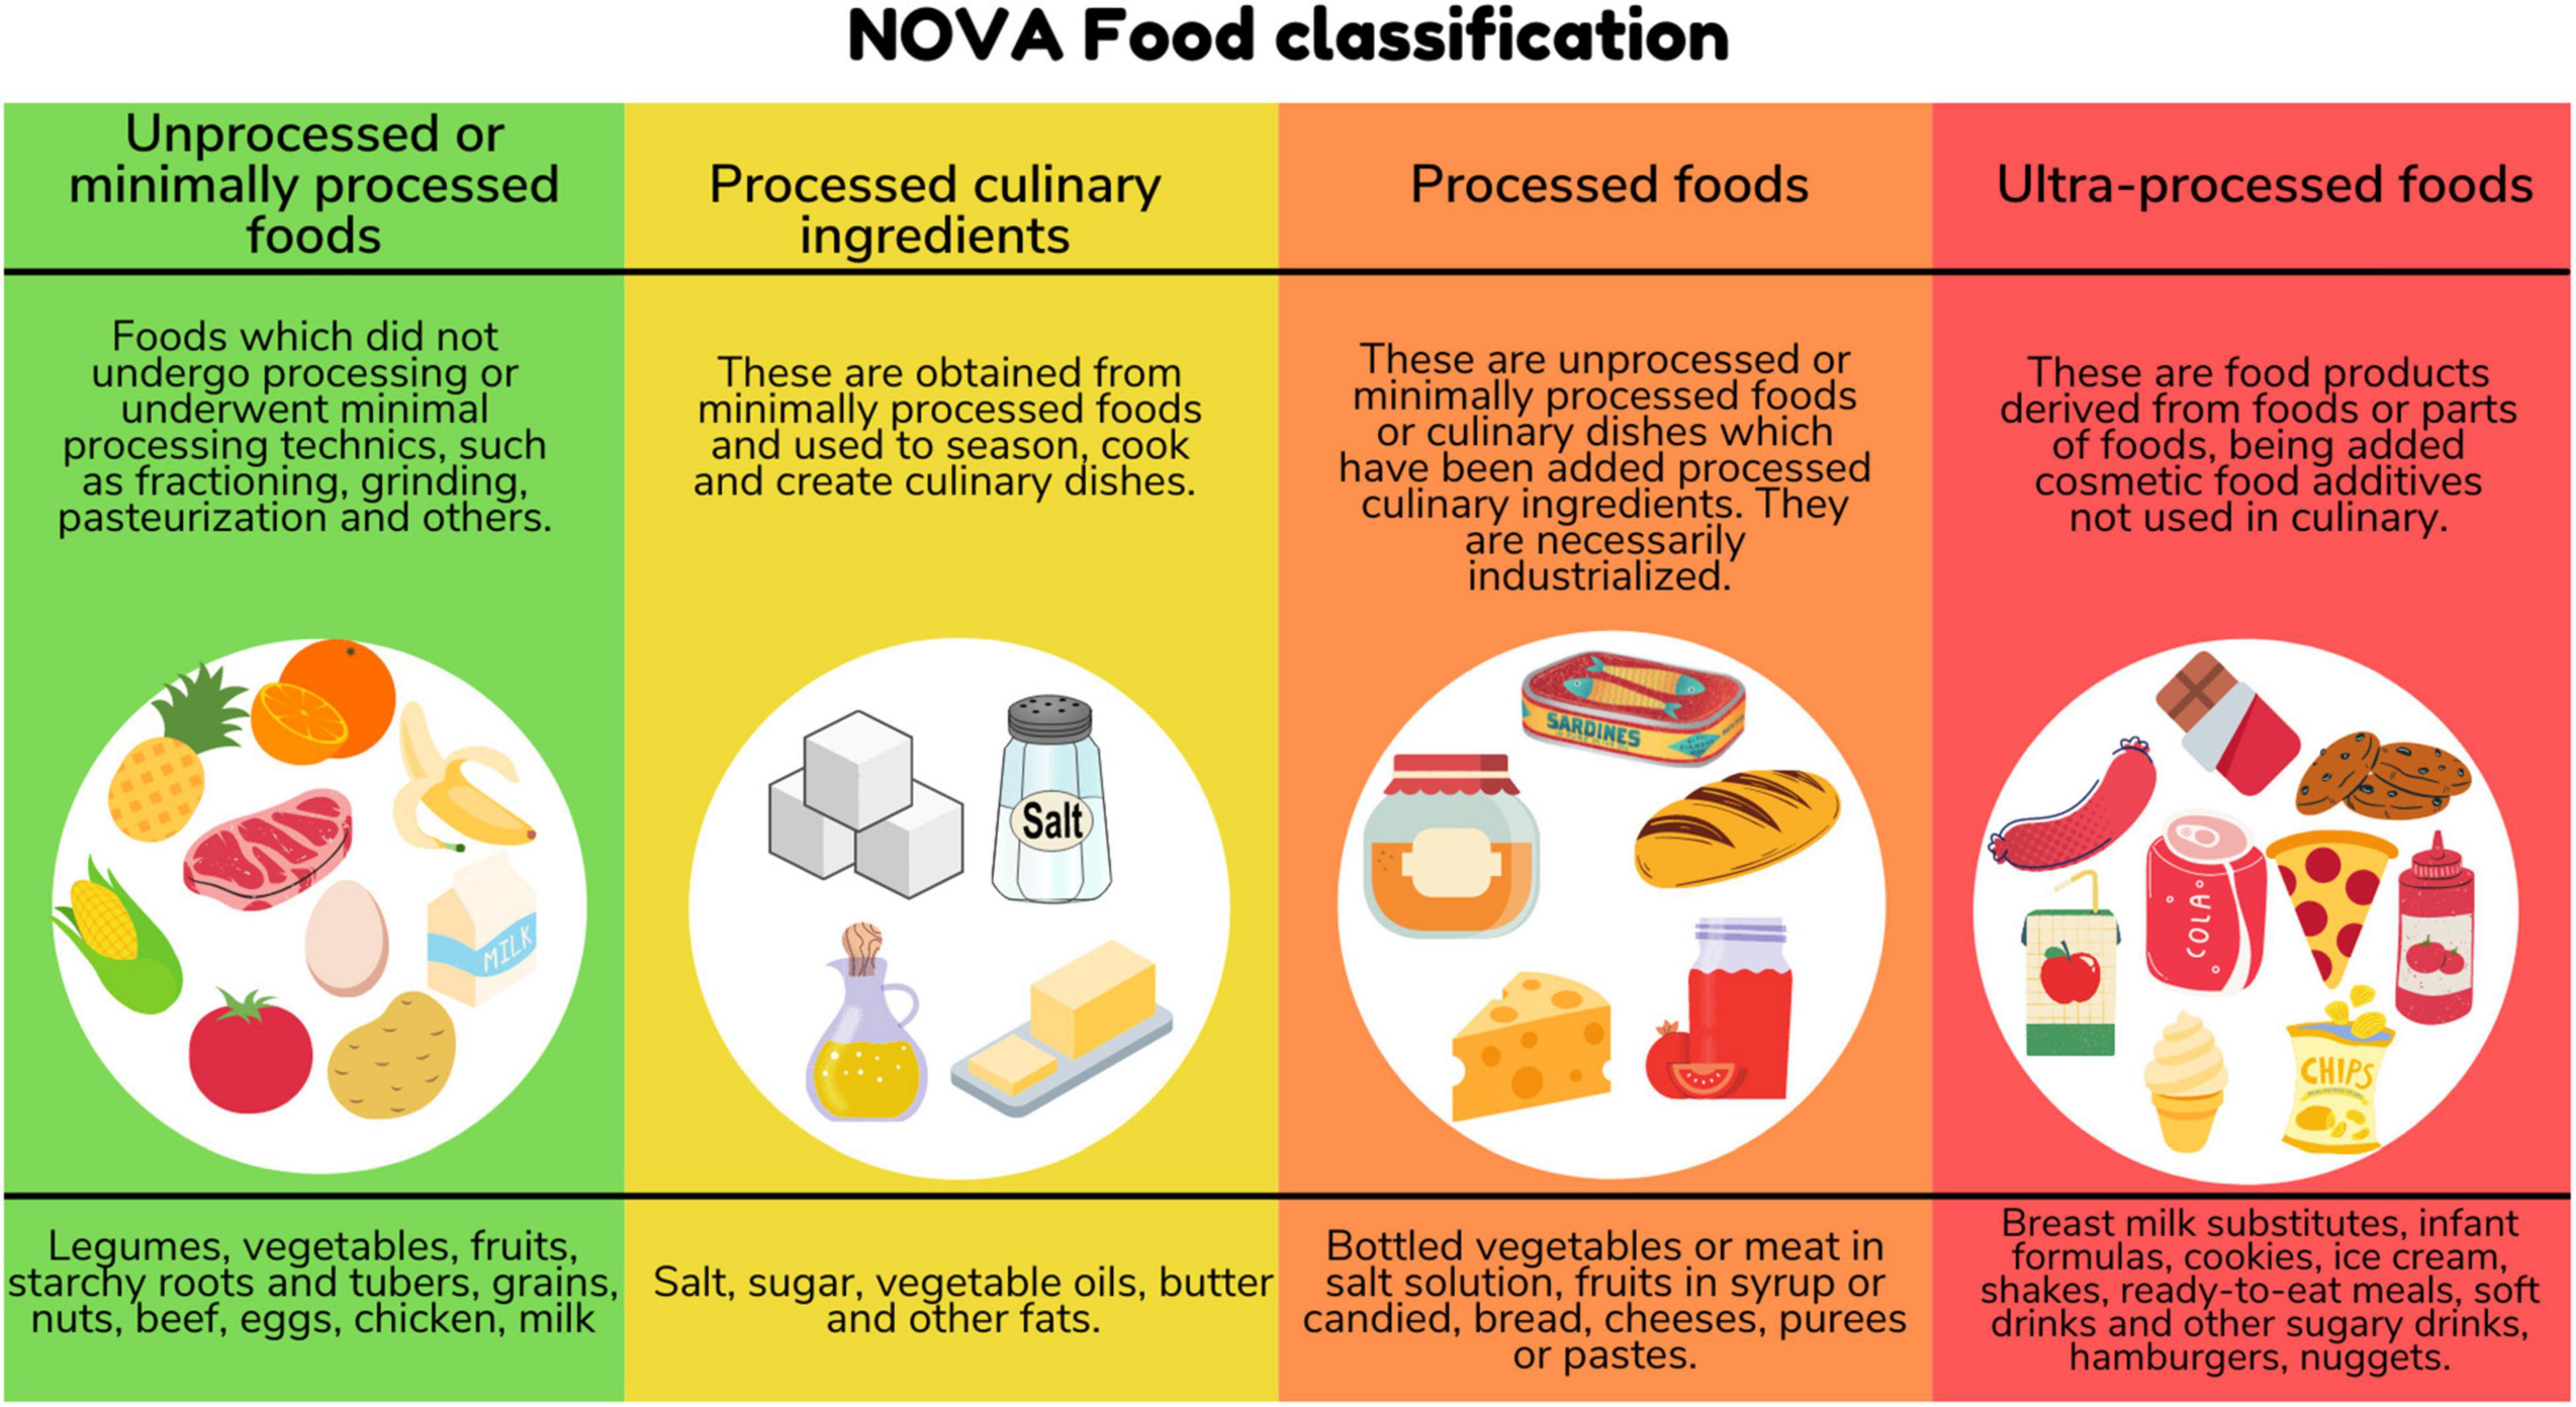 NOVA Food classification
Unprocessed or
minimally processed
foods
Foods which did not
undergo processing or
underwent minimal
processing technics, such
as fractioning, grinding,
pasteurization and others.
MILK
Legumes, vegetables, fruits,
starchy roots and tubers, grains,
nuts, beef, eggs, chicken, milk
Processed culinary
ingredients
These are obtained from
minimally processed foods
and used to season, cook
and create culinary dishes.
Salt
Salt, sugar, vegetable oils, butter
and other fats.
Processed foods
These are unprocessed or
minimally processed foods
or culinary dishes which
have been added processed
culinary ingredients. They
are necessarily
industrialized.
SARDINES
Bottled vegetables or meat in
salt solution, fruits in syrup or
candied, bread, cheeses, purees
or pastes.
Ultra-processed foods
These are food products
derived from foods or parts
of foods, being added
cosmetic food additives
not used in culinary.
COLA
CHIPS
Breast milk substitutes, infant
formulas, cookies, ice cream,
shakes, ready-to-eat meals, soft
drinks and other sugary drinks,
hamburgers, nuggets.